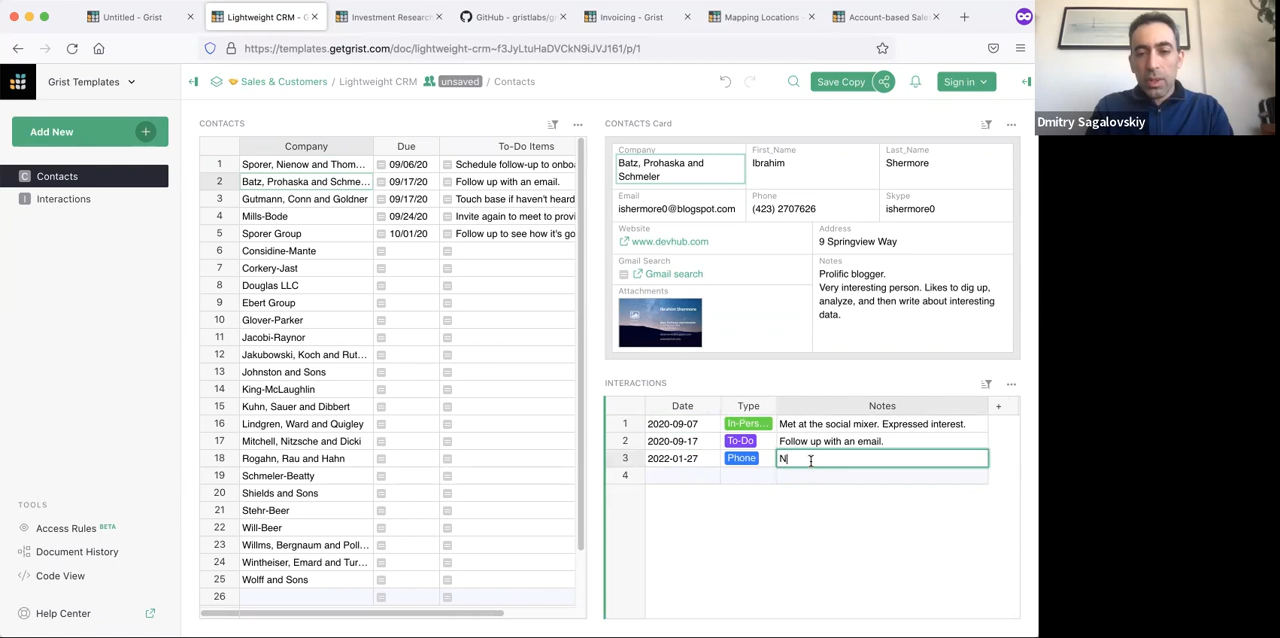 Untitled - Grist
Lightweight CRM - G
Investment Researc
GitHub - gristlabs/g
Invoicing - Grist
Mapping Locations -
Account-based Sale
https://templates.getgrist.com/doc/lightweight-crm~f3JyLtuHaDVCkN9iJVJ161/p/1
Grist Templates
Sales & Customers / Lightweight CRM unsaved / Contacts
Save Copy
Sign in
Add New
Contacts
Interactions
TOOLS
Access Rules BETA
Document History
Code View
Help Center
CONTACTS
Company Due To-Do Items
1 Sporer, Nienow and Thom... 09/06/20 Schedule follow-up to onbo
2 Batz, Prohaska and Schme... 09/17/20 Follow up with an email.
3 Gutmann, Conn and Goldner 09/17/20 Touch base if haven't heard
4 Mills-Bode 09/24/20 Invite again to meet to provi
5 Sporer Group 10/01/20 Follow up to see how it's go
6 Considine-Mante
7 Corkery-Jast
8 Douglas LLC
9 Ebert Group
10 Glover-Parker
11 Jacobi-Raynor
12 Jakubowski, Koch and Rut...
13 Johnston and Sons
14 King-McLaughlin
15 Kuhn, Sauer and Dibbert
16 Lindgren, Ward and Quigley
17 Mitchell, Nitzsche and Dicki
18 Rogahn, Rau and Hahn
19 Schmeler-Beatty
20 Shields and Sons
21 Stehr-Beer
22 Will-Beer
23 Willms, Bergnaum and Poll...
24 Wintheiser, Emard and Tur...
25 Wolff and Sons
26
CONTACTS Card
Company First_Name Last_Name
Batz, Prohaska and Schmeler Ibrahim Shermore
Email Phone Skype
ishermore0@blogspot.com (423) 2707626 ishermore0
Website Address
www.devhub.com 9 Springview Way
Gmail Search
Gmail search
Attachments
Notes
Prolific blogger.
Very interesting person. Likes to dig up,
analyze, and then write about interesting
data.
INTERACTIONS
Date Type Notes +
1 2020-09-07 In-Pers... Met at the social mixer. Expressed interest.
2 2020-09-17 To-Do Follow up with an email.
3 2022-01-27 Phone N
4
Dmitry Sagalovskiy